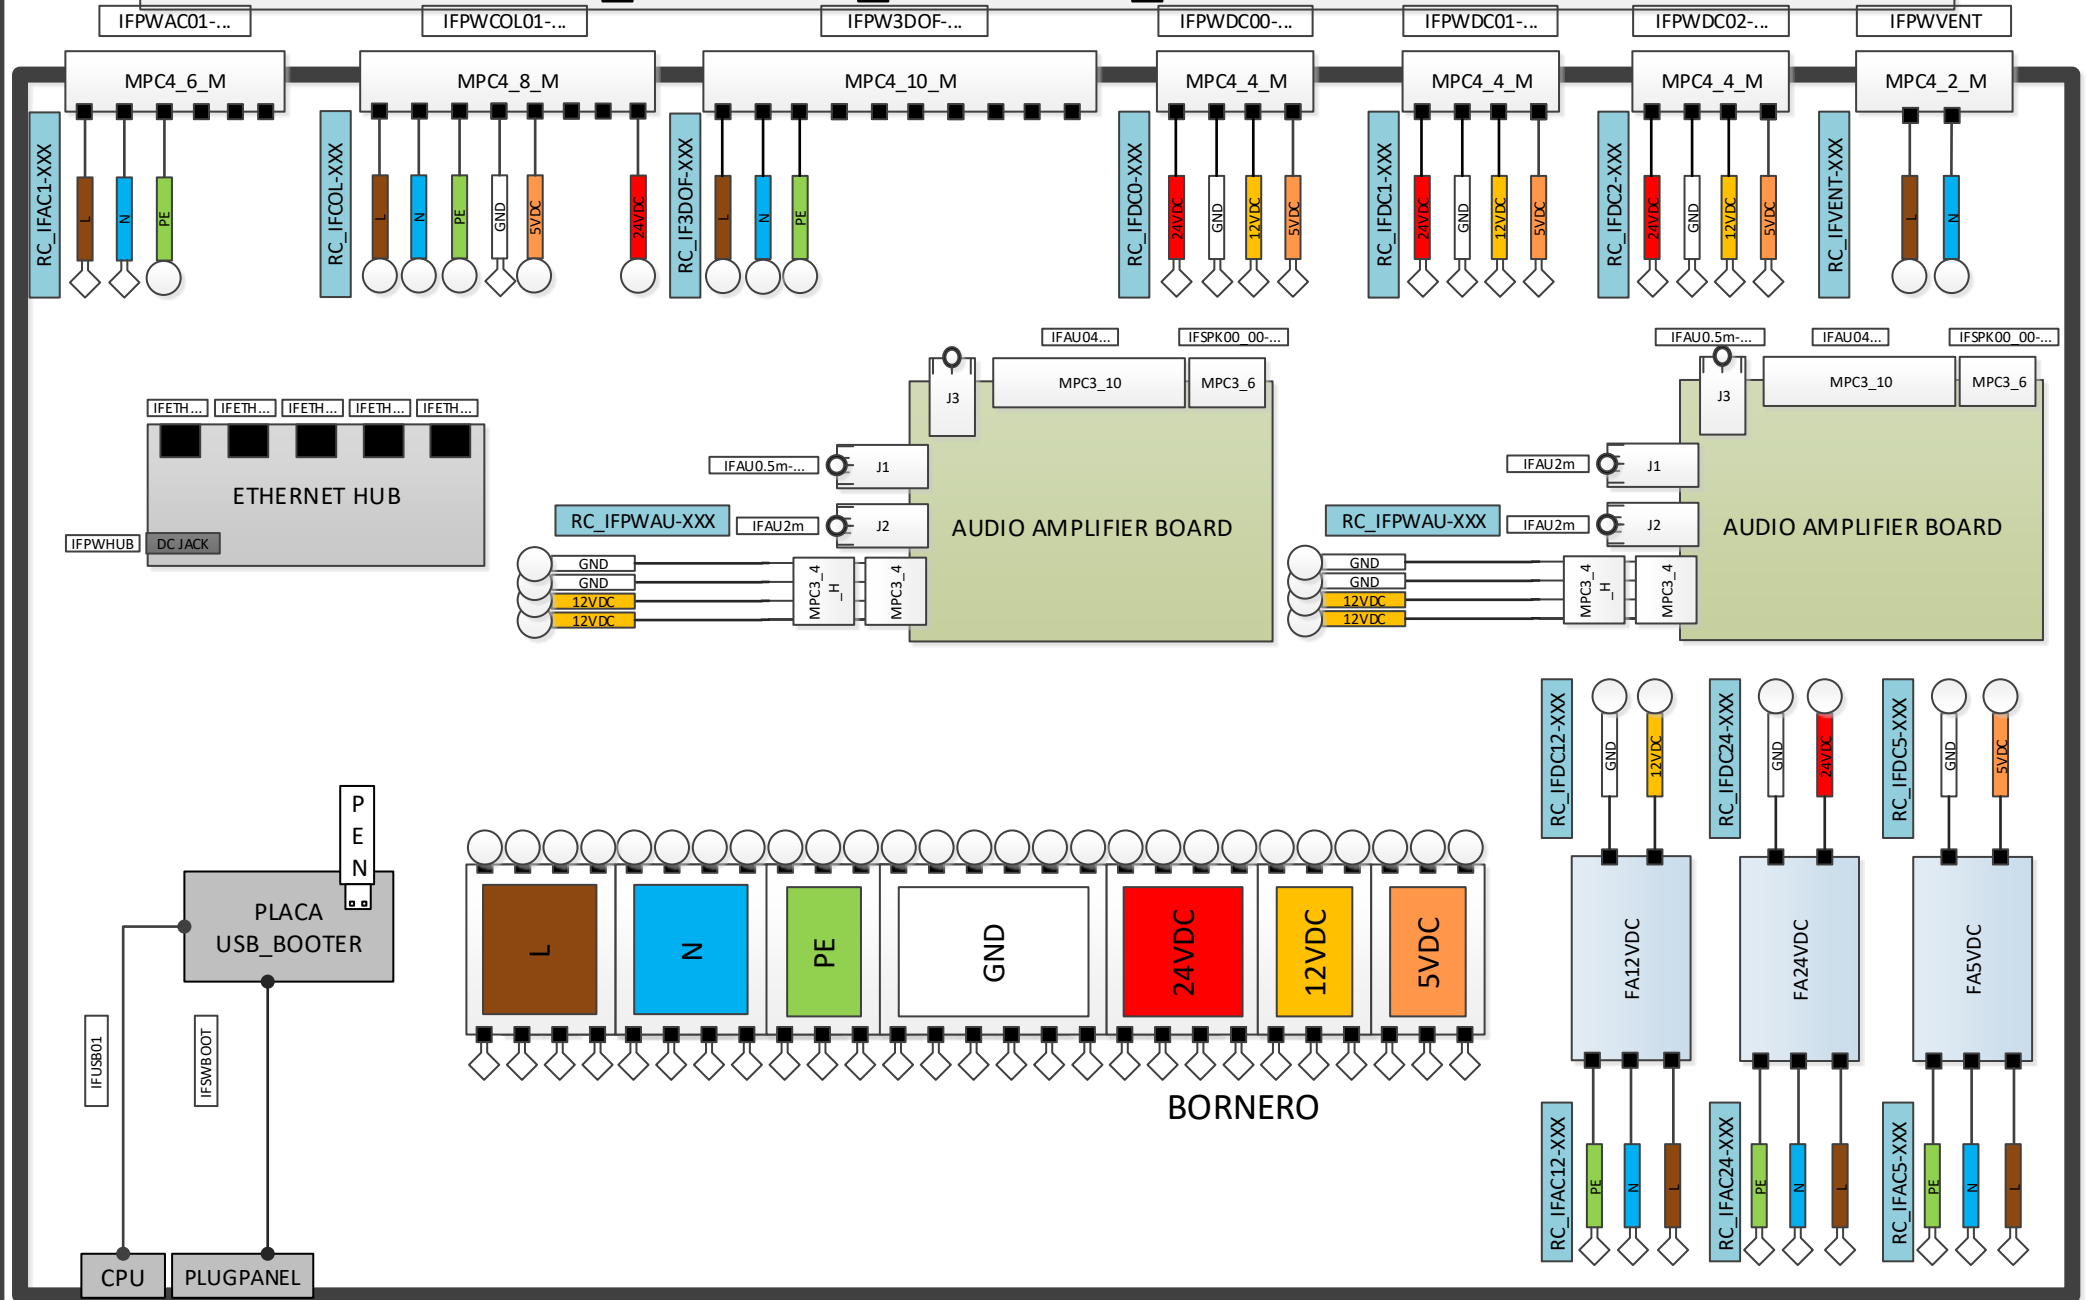 IFPWAC01-...
IFPWCOL01-...
IFPW3DOF-...
IFPWDC00-...
IFPWDC01-...
IFPWDC02-...
IFPWVENT
MPC4_6_M
MPC4_8_M
MPC4_10_M
MPC4_4_M
MPC4_4_M
MPC4_4_M
MPC4_2_M
RC_IFAC1-XXX
L
N
PE
RC_IFCOL-XXX
L
N
PE
GND
5VDC
24VDC
RC_IF3DOF-XXX
L
N
PE
RC_IFDC0-XXX
24VDC
GND
12VDC
5VDC
RC_IFDC1-XXX
24VDC
GND
12VDC
5VDC
RC_IFDC2-XXX
24VDC
GND
12VDC
5VDC
RC_IFVENT-XXX
L
N
IFETH...
IFETH...
IFETH...
IFETH...
IFETH...
ETHERNET HUB
IFPWHUB
DC JACK
IFAU04...
IFSPK00_00-...
J3
MPC3_10
MPC3_6
IFAU0.5m-...
J1
RC_IFPWAU-XXX
IFAU2m
J2
AUDIO AMPLIFIER BOARD
GND
GND
12VDC
12VDC
MPC3_4
_H
MPC3_4
IFAU0.5m-...
IFAU04...
IFSPK00_00-...
J3
MPC3_10
MPC3_6
IFAU2m
J1
RC_IFPWAU-XXX
IFAU2m
J2
AUDIO AMPLIFIER BOARD
GND
GND
12VDC
12VDC
MPC3_4
_H
MPC3_4
RC_IFDC12-XXX
GND
12VDC
RC_IFDC24-XXX
GND
24VDC
RC_IFDC5-XXX
GND
5VDC
P
E
N
PLACA
USB_BOOTER
IFUSB01
IFSWBOOT
CPU
PLUGPANEL
L
N
PE
GND
24VDC
12VDC
5VDC
BORNERO
FA12VDC
FA24VDC
FA5VDC
RC_IFAC12-XXX
PE
N
L
RC_IFAC24-XXX
PE
N
L
RC_IFAC5-XXX
PE
N
L